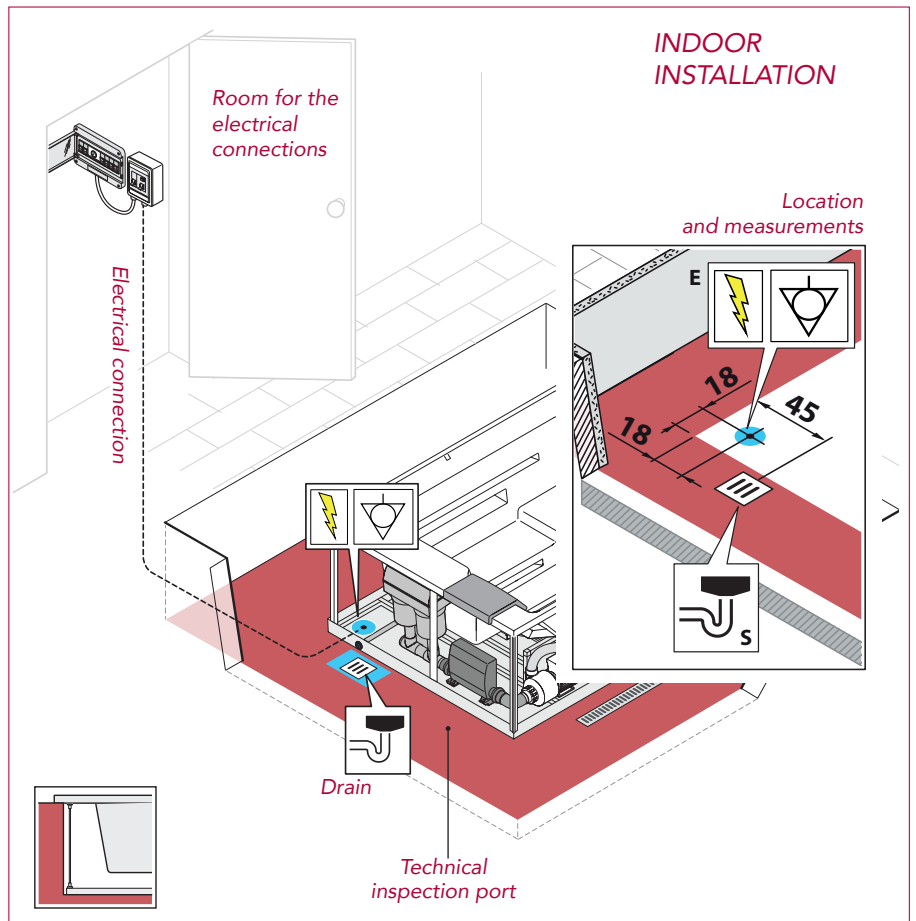 INDOOR
INSTALLATION
Room for the
electrical
connections
Location
and measurements
E
18
45
18
S
Electrical connection
Drain
Technical
inspection port